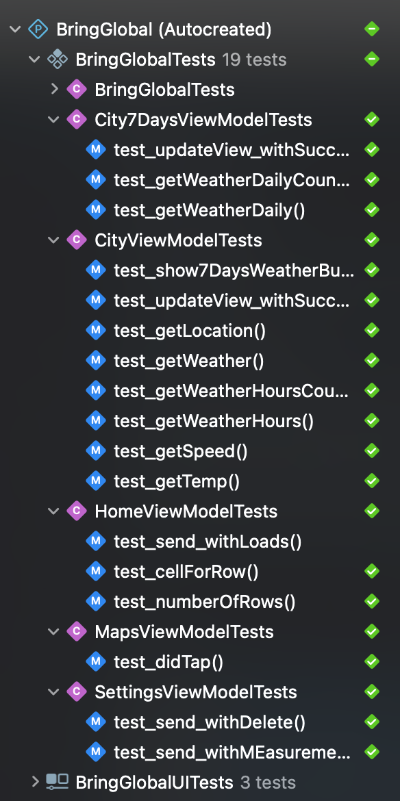 BringGlobal (Autocreated)
BringGlobalTests 19 tests
BringGlobalTests
City7DaysViewModelTests
test_updateView_withSucc...
test_getWeatherDailyCoun...
test_getWeatherDaily()
CityViewModelTests
test_show7DaysWeatherBu...
test_updateView_withSucc...
test_getLocation()
test_getWeather()
test_getWeatherHoursCou...
test_getWeatherHours()
test_getSpeed()
test_getTemp()
HomeViewModelTests
test_send_withLoads()
test_cellForRow()
test_numberOfRows()
MapsViewModelTests
test_didTap()
SettingsViewModelTests
test_send_withDelete()
test_send_withMEasureme...
BringGlobalUITests 3 tests